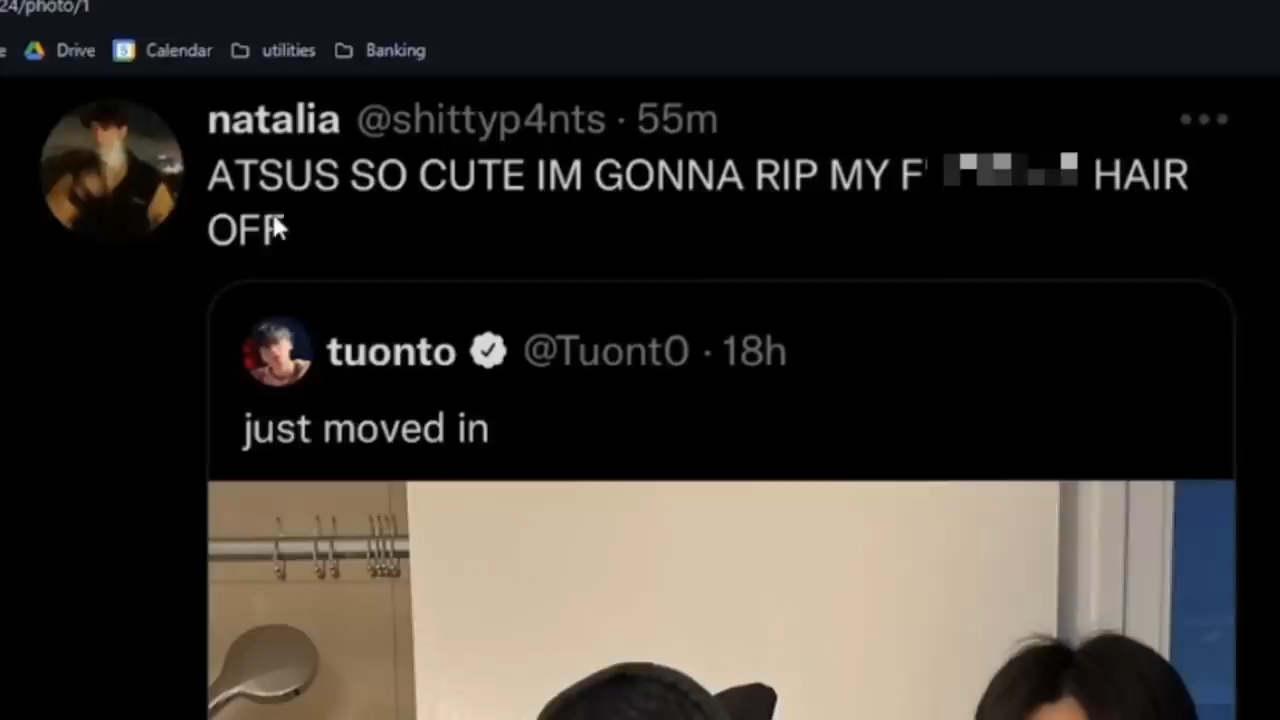 24/photo/1
e Drive Calendar utilities Banking
natalia @shittyp4nts · 55m
ATSUS SO CUTE IM GONNA RIP MY F HAIR
OFF
tuonto @Tuont0 · 18h
just moved in